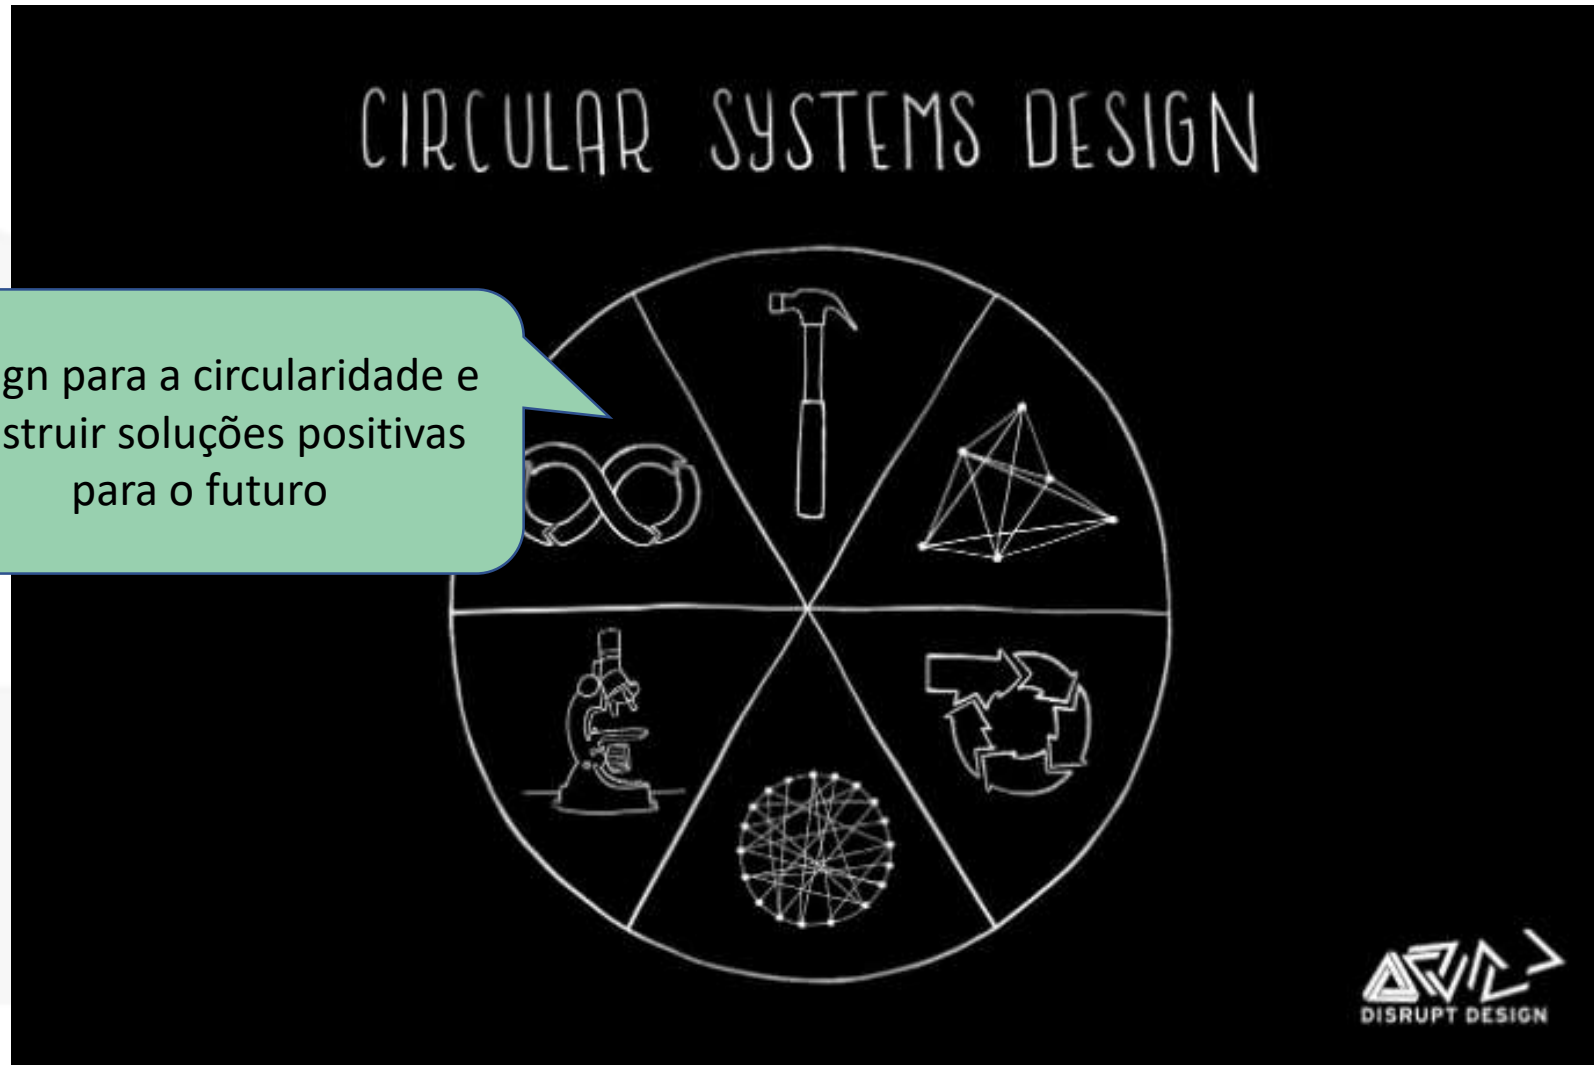 CIRCULAR SYSTEMS DESIGN
gn para a circularidade e
struir soluções positivas
para o futuro
DISRUPT DESIGN